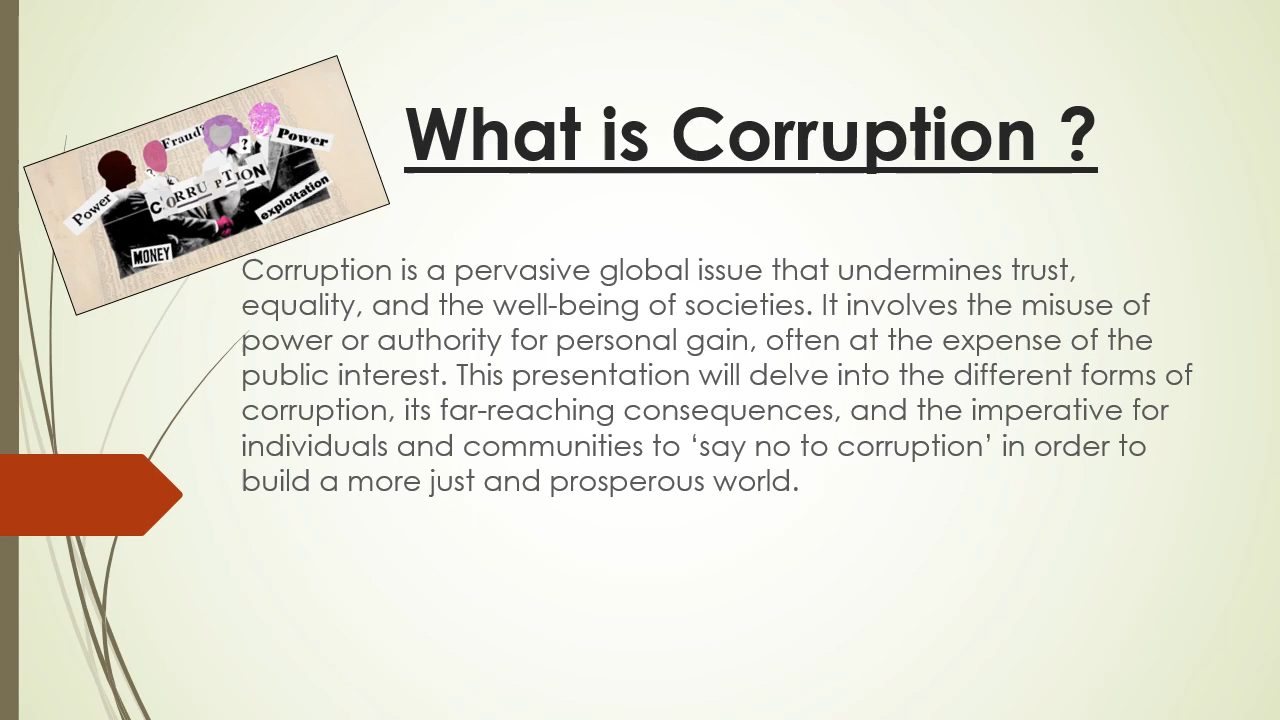 What is Corruption ?
Fraud?
Power
?
?
CORRUPTION
Power
exploitation
MONEY
Corruption is a pervasive global issue that undermines trust,
equality, and the well-being of societies. It involves the misuse of
power or authority for personal gain, often at the expense of the
public interest. This presentation will delve into the different forms of
corruption, its far-reaching consequences, and the imperative for
individuals and communities to ‘say no to corruption’ in order to
build a more just and prosperous world.